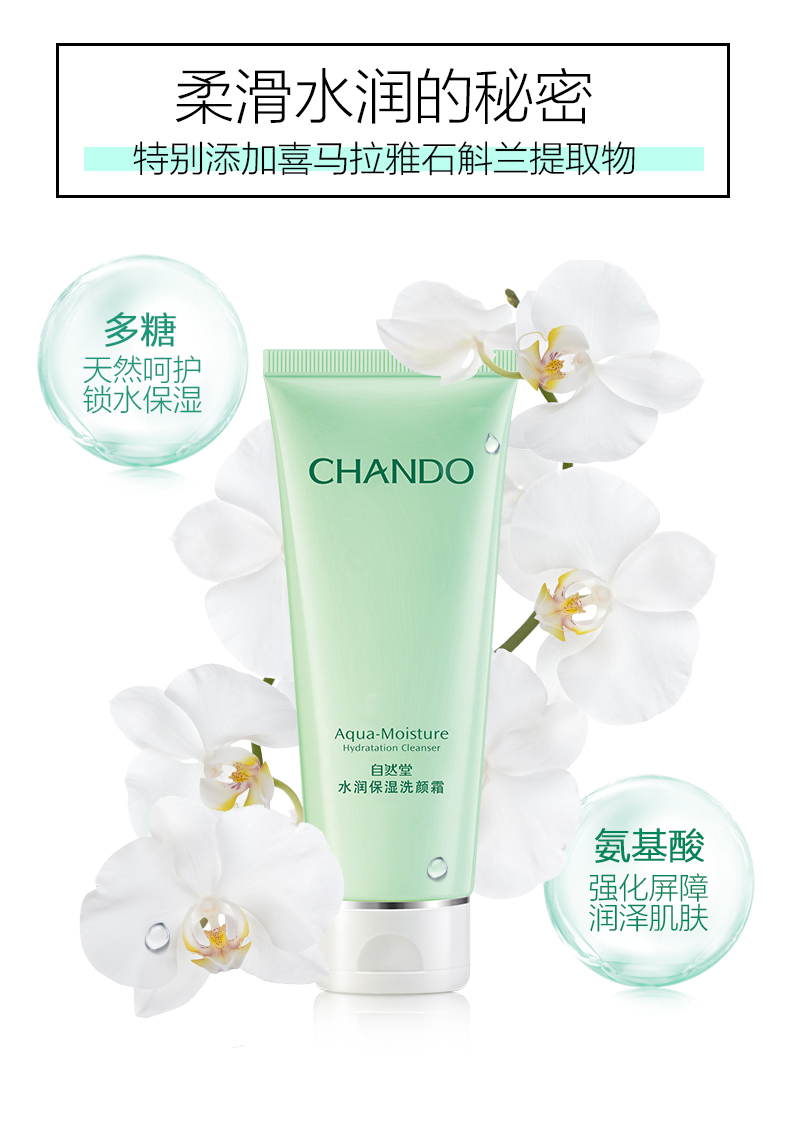 柔滑水润的秘密
特别添加喜马拉雅石斛兰提取物
多糖
天然呵护
锁水保湿
CHANDO
Aqua-Moisture
Hydratation Cleanser
自然堂
水润保湿洗颜霜
氨基酸
强化屏障
润泽肌肤